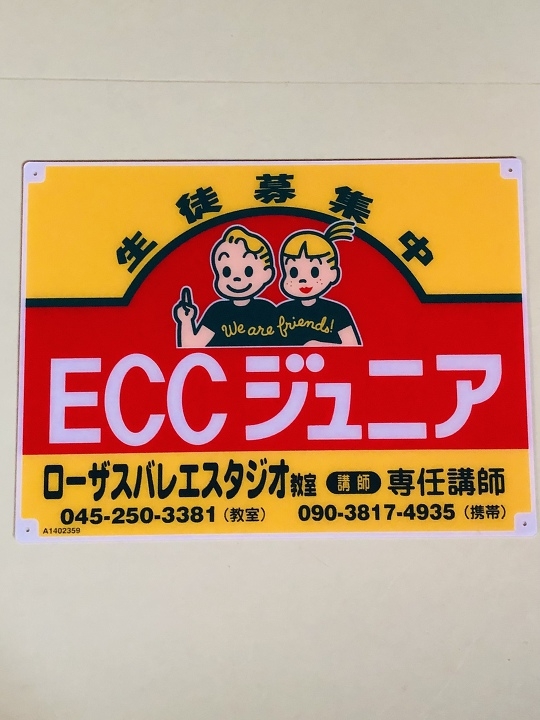 生徒募集中
We are friends!
ECCジュニア
ローザスバレエスタジオ教室 講師 専任講師
045-250-3381（教室） 090-3817-4935（携帯）
A1402359